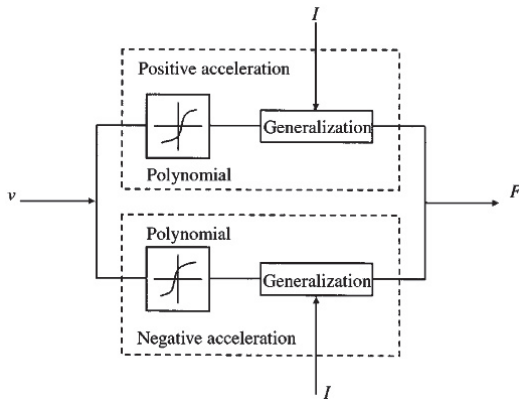 I
Positive acceleration
Generalization
Polynomial
v
F
Polynomial
Generalization
Negative acceleration
I